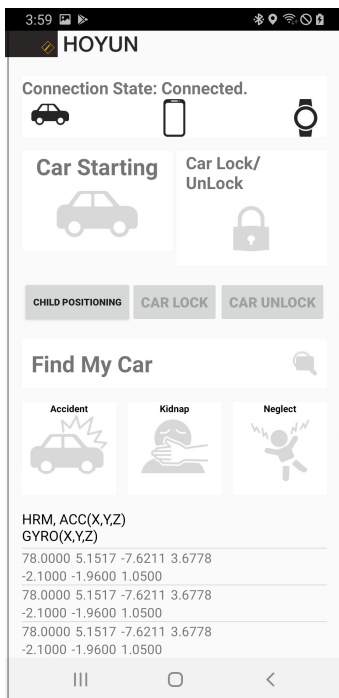 3:59
HOYUN
Connection State: Connected.
Car Starting
Car Lock/
UnLock
CHILD POSITIONING
CAR LOCK
CAR UNLOCK
Find My Car
Accident
Kidnap
Neglect
HRM, ACC(X,Y,Z)
GYRO(X,Y,Z)
78.0000 5.1517 -7.6211 3.6778
-2.1000 -1.9600 1.0500
78.0000 5.1517 -7.6211 3.6778
-2.1000 -1.9600 1.0500
78.0000 5.1517 -7.6211 3.6778
-2.1000 -1.9600 1.0500